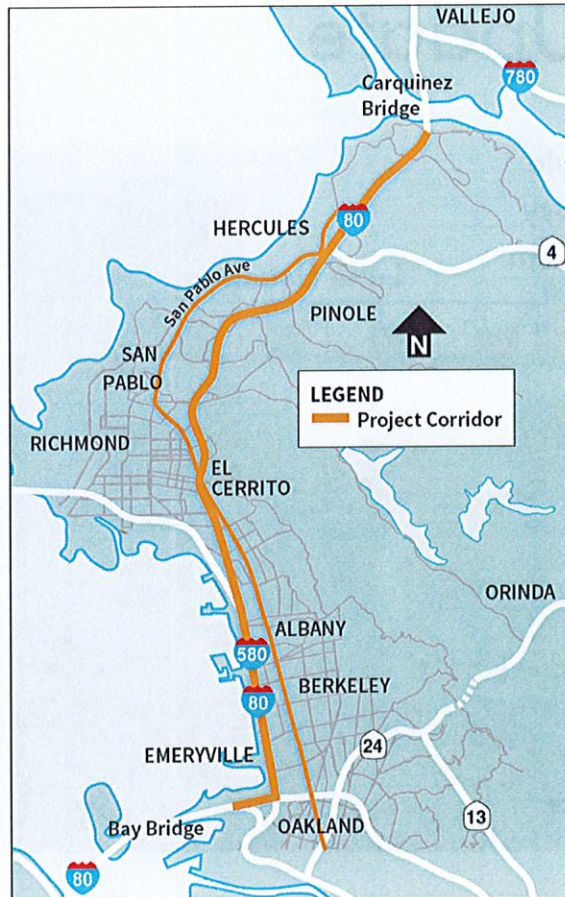 VALLEJO
780
Carquinez
Bridge
80
HERCULES
4
San Pablo Ave
PINOLE
N
SAN
PABLO
LEGEND
Project Corridor
RICHMOND
EL
CERRITO
ORINDA
ALBANY
580
BERKELEY
80
EMERYVILLE
24
13
Bay Bridge
OAKLAND
80